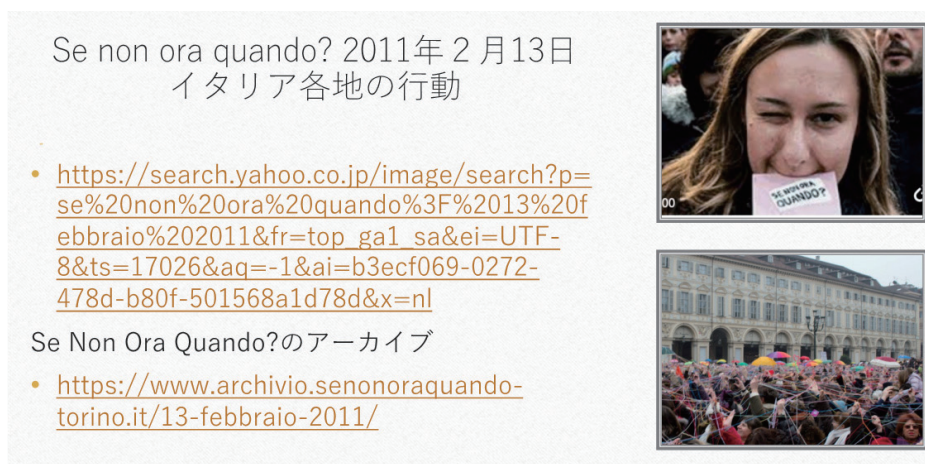 Se non ora quando? 2011年２月13日
イタリア各地の行動
• https://search.yahoo.co.jp/image/search?p=
se%20non%20ora%20quando%3F%2013%20f
ebbraio%202011&fr=top_ga1_sa&ei=UTF-
8&ts=17026&aq=-1&ai=b3ecf069-0272-
478d-b80f-501568a1d78d&x=nl
Se Non Ora Quando?のアーカイブ
• https://www.archivio.senonoraquando-
torino.it/13-febbraio-2011/
SE NON ORA
QUANDO?
00